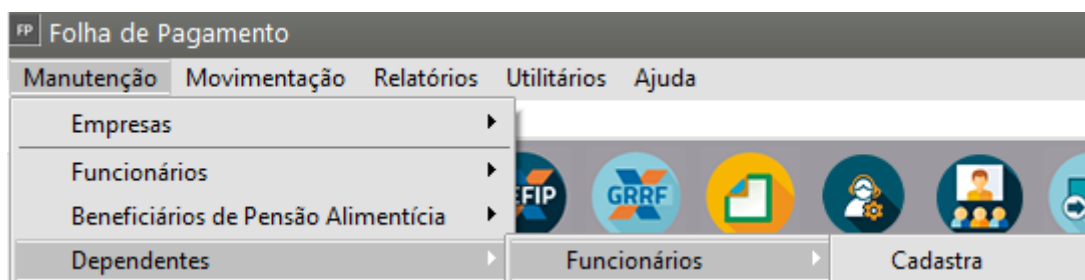 FP Folha de Pagamento
Manutenção Movimentação Relatórios Utilitários Ajuda
Empresas
Funcionários
EFIP GRRF
Beneficiários de Pensão Alimentícia
Dependentes Funcionários Cadastra